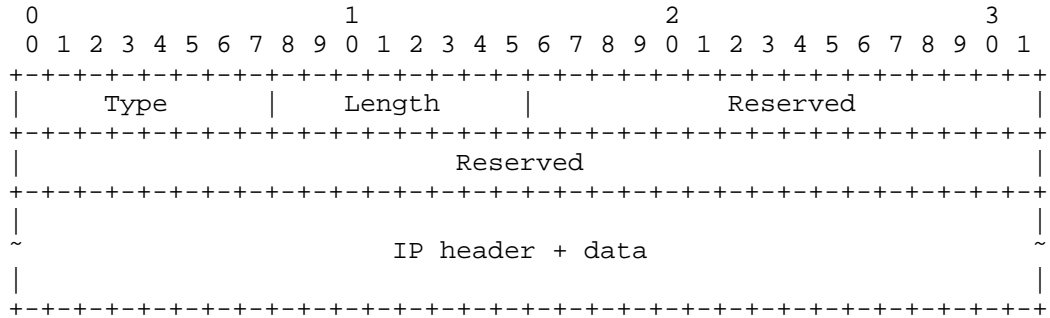 0                   1                   2                   3
 0 1 2 3 4 5 6 7 8 9 0 1 2 3 4 5 6 7 8 9 0 1 2 3 4 5 6 7 8 9 0 1
+-+-+-+-+-+-+-+-+-+-+-+-+-+-+-+-+-+-+-+-+-+-+-+-+-+-+-+-+-+-+-+-+
|     Type      |    Length     |            Reserved           |
+-+-+-+-+-+-+-+-+-+-+-+-+-+-+-+-+-+-+-+-+-+-+-+-+-+-+-+-+-+-+-+-+
|                           Reserved                            |
+-+-+-+-+-+-+-+-+-+-+-+-+-+-+-+-+-+-+-+-+-+-+-+-+-+-+-+-+-+-+-+-+
|                                                               |
~                       IP header + data                        ~
|                                                               |
+-+-+-+-+-+-+-+-+-+-+-+-+-+-+-+-+-+-+-+-+-+-+-+-+-+-+-+-+-+-+-+-+